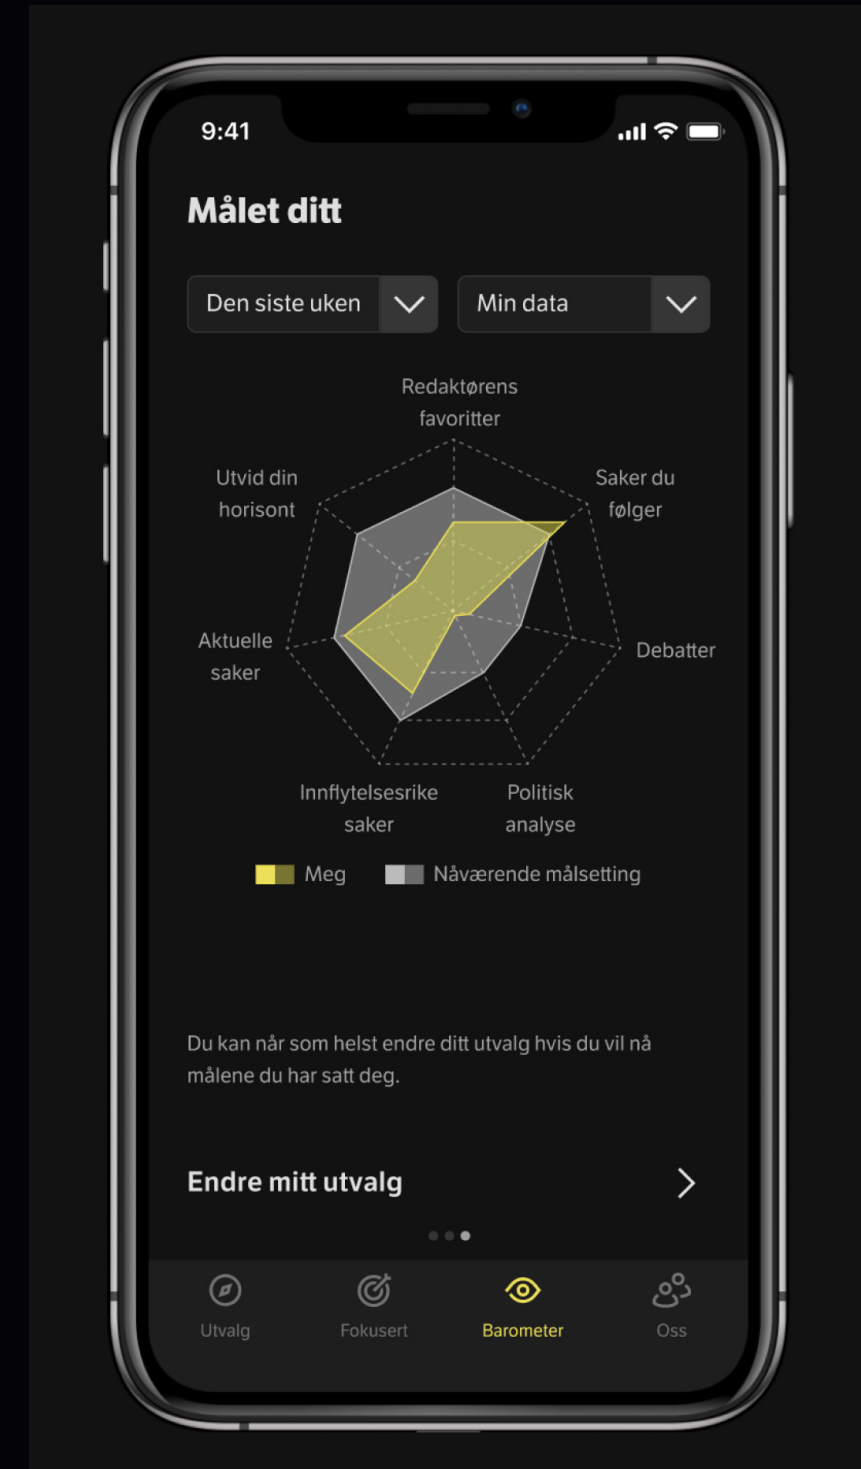 9:41
Målet ditt
Den siste uken
Min data
Redaktørens
favoritter
Utvid din
horisont
Saker du
følger
Aktuelle
saker
Debatter
Innflytelsesrike
saker
Politisk
analyse
Meg
Nåværende målsetting
Du kan når som helst endre ditt utvalg hvis du vil nå
målene du har satt deg.
Endre mitt utvalg
Utvalg
Fokusert
Barometer
Oss